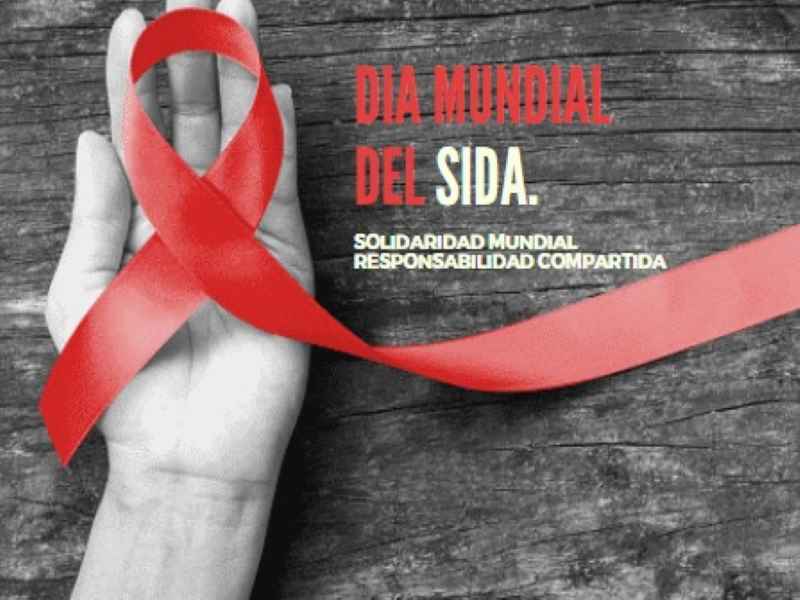 DIA MUNDIAL
DEL SIDA.
SOLIDARIDAD MUNDIAL
RESPONSABILIDAD COMPARTIDA